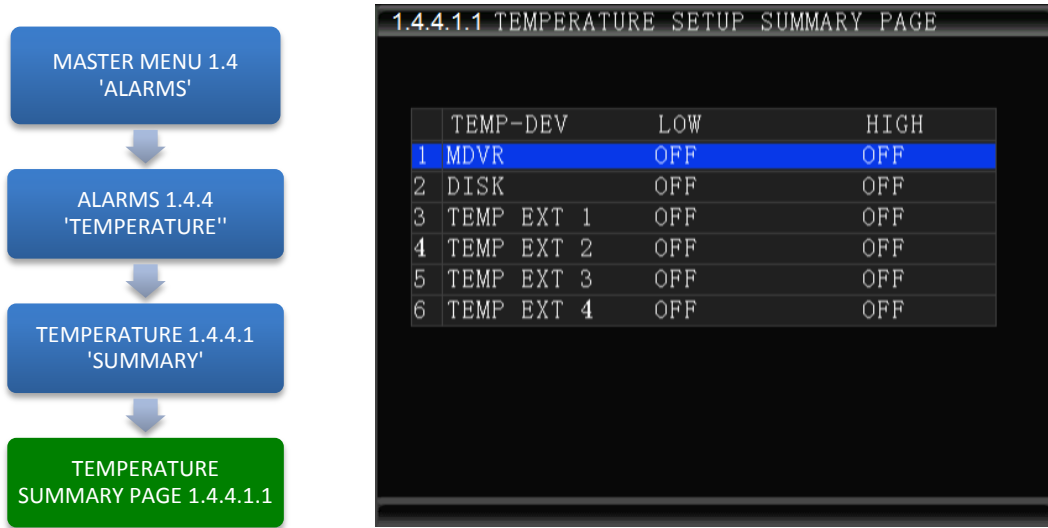 MASTER MENU 1.4
'ALARMS'
ALARMS 1.4.4
'TEMPERATURE''
TEMPERATURE 1.4.4.1
'SUMMARY'
TEMPERATURE
SUMMARY PAGE 1.4.4.1.1
1.4.4.1.1 TEMPERATURE SETUP SUMMARY PAGE
TEMP-DEV LOW HIGH
1 MDVR OFF OFF
2 DISK OFF OFF
3 TEMP EXT 1 OFF OFF
4 TEMP EXT 2 OFF OFF
5 TEMP EXT 3 OFF OFF
6 TEMP EXT 4 OFF OFF